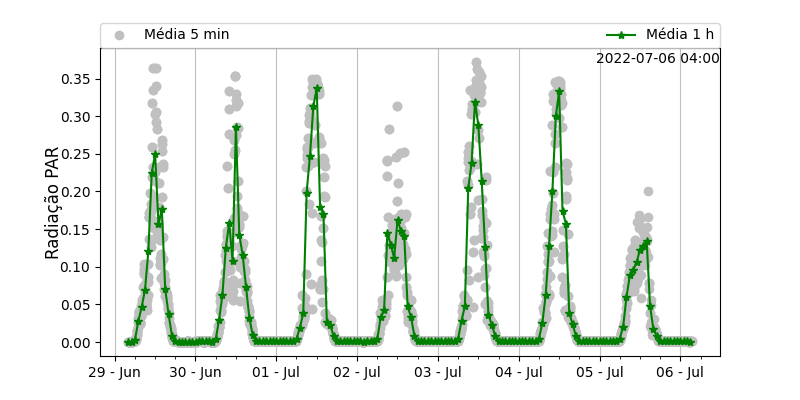 Média 5 min
Média 1 h
2022-07-06 04:00
Radiação PAR
0.35
0.30
0.25
0.20
0.15
0.10
0.05
0.00
29 - Jun
30 - Jun
01 - Jul
02 - Jul
03 - Jul
04 - Jul
05 - Jul
06 - Jul